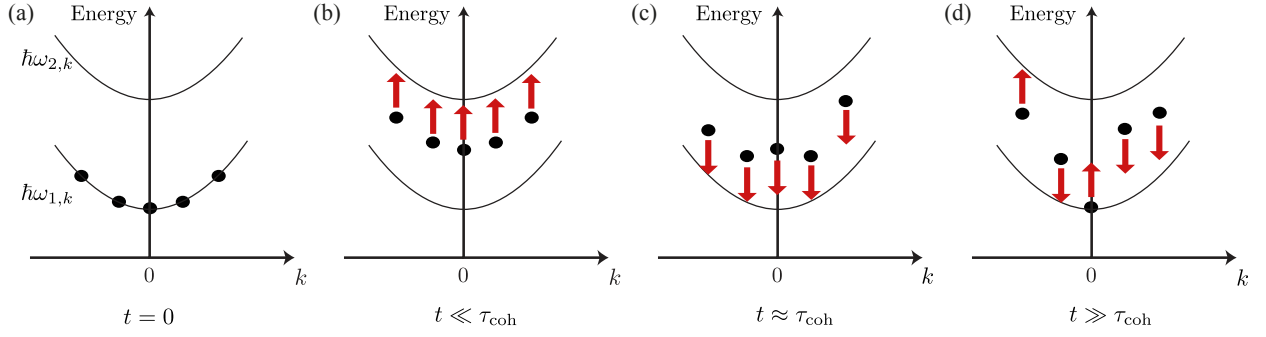 (a)
Energy
ħω₂,ₖ
ħω₁,ₖ
0
k
t = 0
(b)
Energy
0
k
t ≪ τcoh
(c)
Energy
0
k
t ≈ τcoh
(d)
Energy
0
k
t ≫ τcoh